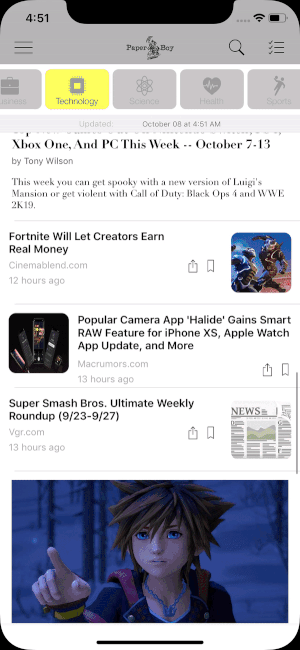 4:51
Paper Boy
usiness
Technology
Science
Health
Sports
Updated: October 08 at 4:51 AM
Xbox One, And PC This Week -- October 7-13
by Tony Wilson
This week you can get spooky with a new version of Luigi's
Mansion or get violent with Call of Duty: Black Ops 4 and WWE
2K19.
Fortnite Will Let Creators Earn
Real Money
Cinemablend.com
12 hours ago
Popular Camera App 'Halide' Gains Smart
RAW Feature for iPhone XS, Apple Watch
App Update, and More
Macrumors.com
13 hours ago
Super Smash Bros. Ultimate Weekly
Roundup (9/23-9/27)
Vgr.com
13 hours ago
NEWS